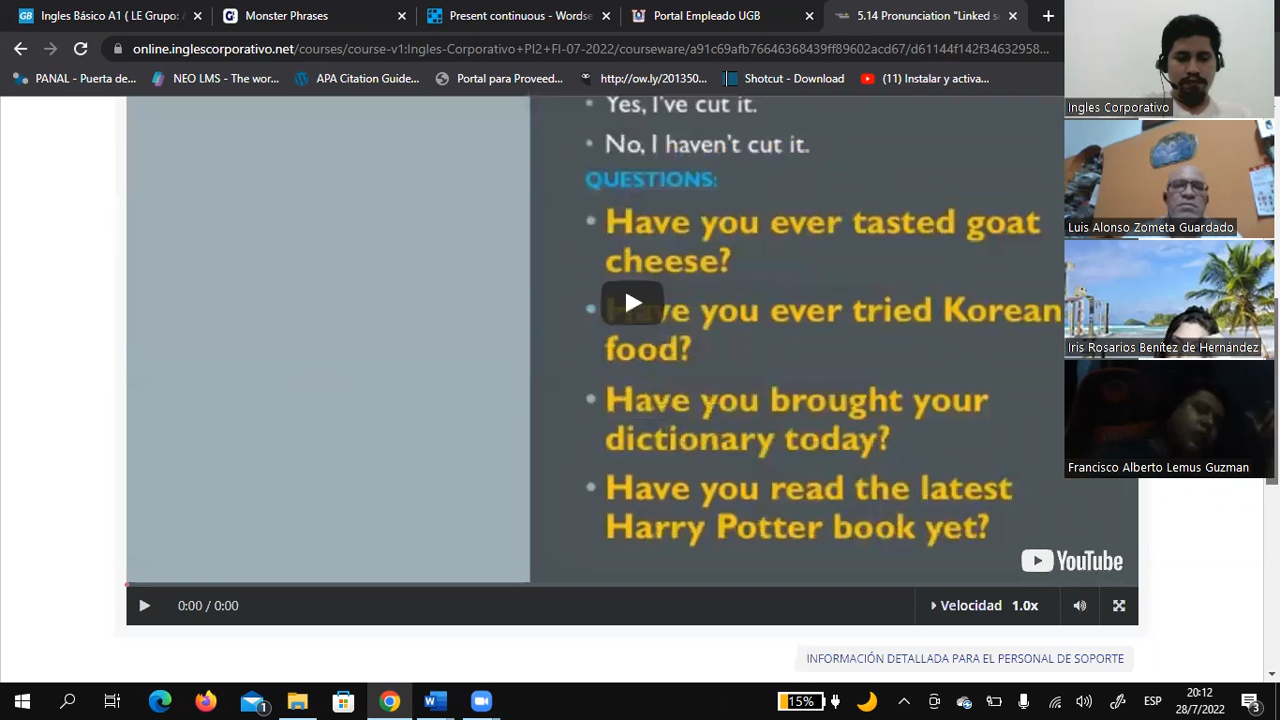 Ingles Básico A1 ( LE Grupo: A
Monster Phrases
Present continuous - Wordse
Portal Empleado UGB
5.14 Pronunciation "Linked s
online.inglescorporativo.net/courses/course-v1:Ingles-Corporativo+PI2+FI-07-2022/courseware/a91c69afb76646368439ff89602acd67/d61144f142f34632958...
PANAL - Puerta de...
NEO LMS - The wor...
APA Citation Guide...
Portal para Proveed...
http://ow.ly/201350...
Shotcut - Download
(11) Instalar y activa...
Ingles Corporativo
Yes, I've cut it.
No, I haven't cut it.
QUESTIONS:
Have you ever tasted goat
cheese?
Have you ever tried Korean
food?
Have you brought your
dictionary today?
Have you read the latest
Harry Potter book yet?
Luis Alonso Zometa Guardado
Iris Rosarios Benítez de Hernández
Francisco Alberto Lemus Guzman
YouTube
0:00 / 0:00
Velocidad 1.0x
INFORMACIÓN DETALLADA PARA EL PERSONAL DE SOPORTE
1
15%
ESP
20:12
28/7/2022
3